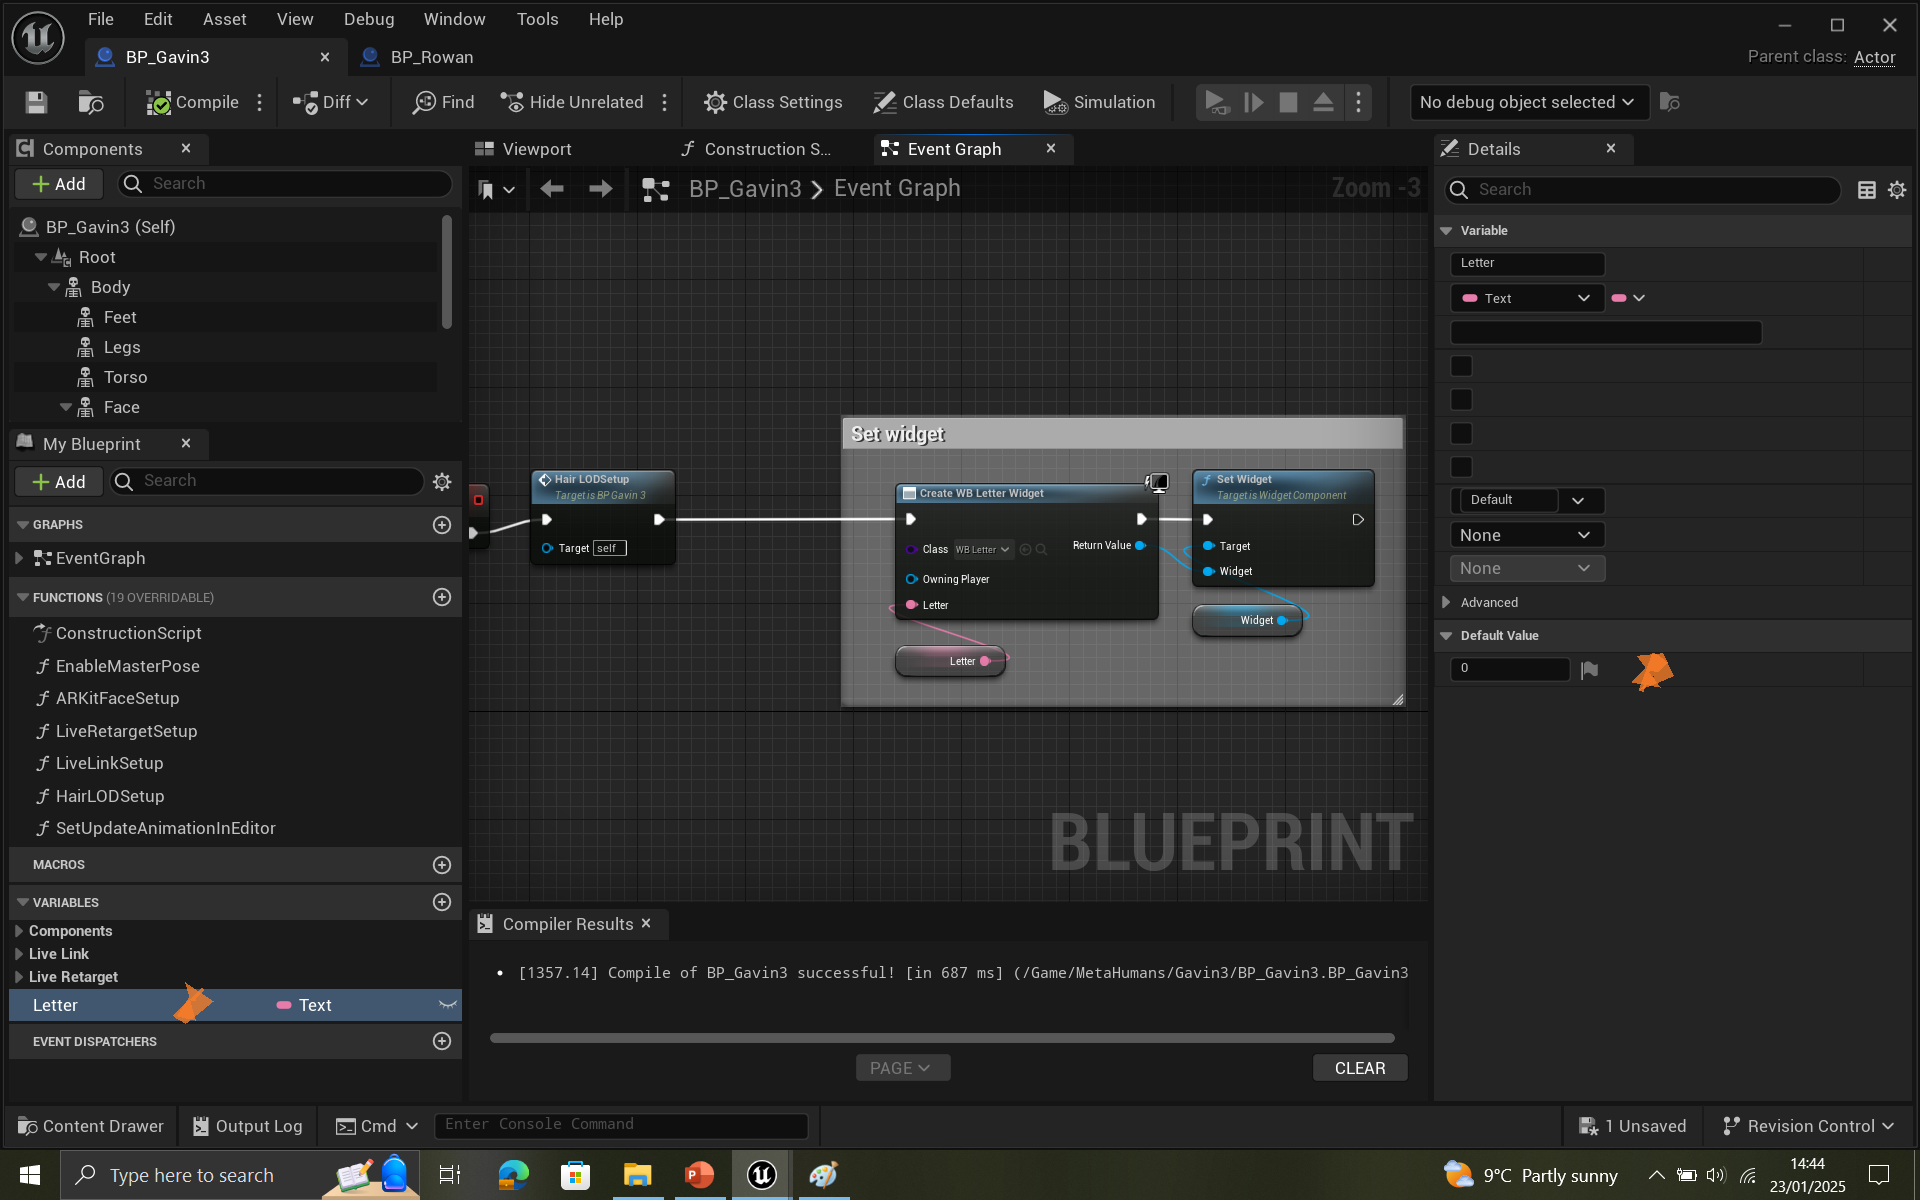 File Edit Asset View Debug Window Tools Help
BP_Gavin3 BP_Rowan
Parent class: Actor
Compile Diff Find Hide Unrelated Class Settings Class Defaults Simulation No debug object selected
Components
Add Search
BP_Gavin3 (Self)
Root
Body
Feet
Legs
Torso
Face
My Blueprint
Add Search
GRAPHS
EventGraph
FUNCTIONS (19 OVERRIDABLE)
ConstructionScript
EnableMasterPose
ARKitFaceSetup
LiveRetargetSetup
LiveLinkSetup
HairLODSetup
SetUpdateAnimationInEditor
MACROS
VARIABLES
Components
Live Link
Live Retarget
Letter Text
EVENT DISPATCHERS
Viewport Construction S... Event Graph
BP_Gavin3 Event Graph Zoom -3
Hair LODSetup
Target is BP Gavin 3
Target self
Set widget
Create WB Letter Widget
Class WB Letter Return Value
Owning Player
Letter
Letter
Set Widget
Target is Widget Component
Target
Widget
Widget
BLUEPRINT
Compiler Results
• [1357.14] Compile of BP_Gavin3 successful! [in 687 ms] (/Game/MetaHumans/Gavin3/BP_Gavin3.BP_Gavin3
PAGE CLEAR
Details
Search
Variable
Letter
Text
Default
None
None
Advanced
Default Value
0
Content Drawer Output Log Cmd Enter Console Command 1 Unsaved Revision Control
Type here to search 9°C Partly sunny 14:44
23/01/2025